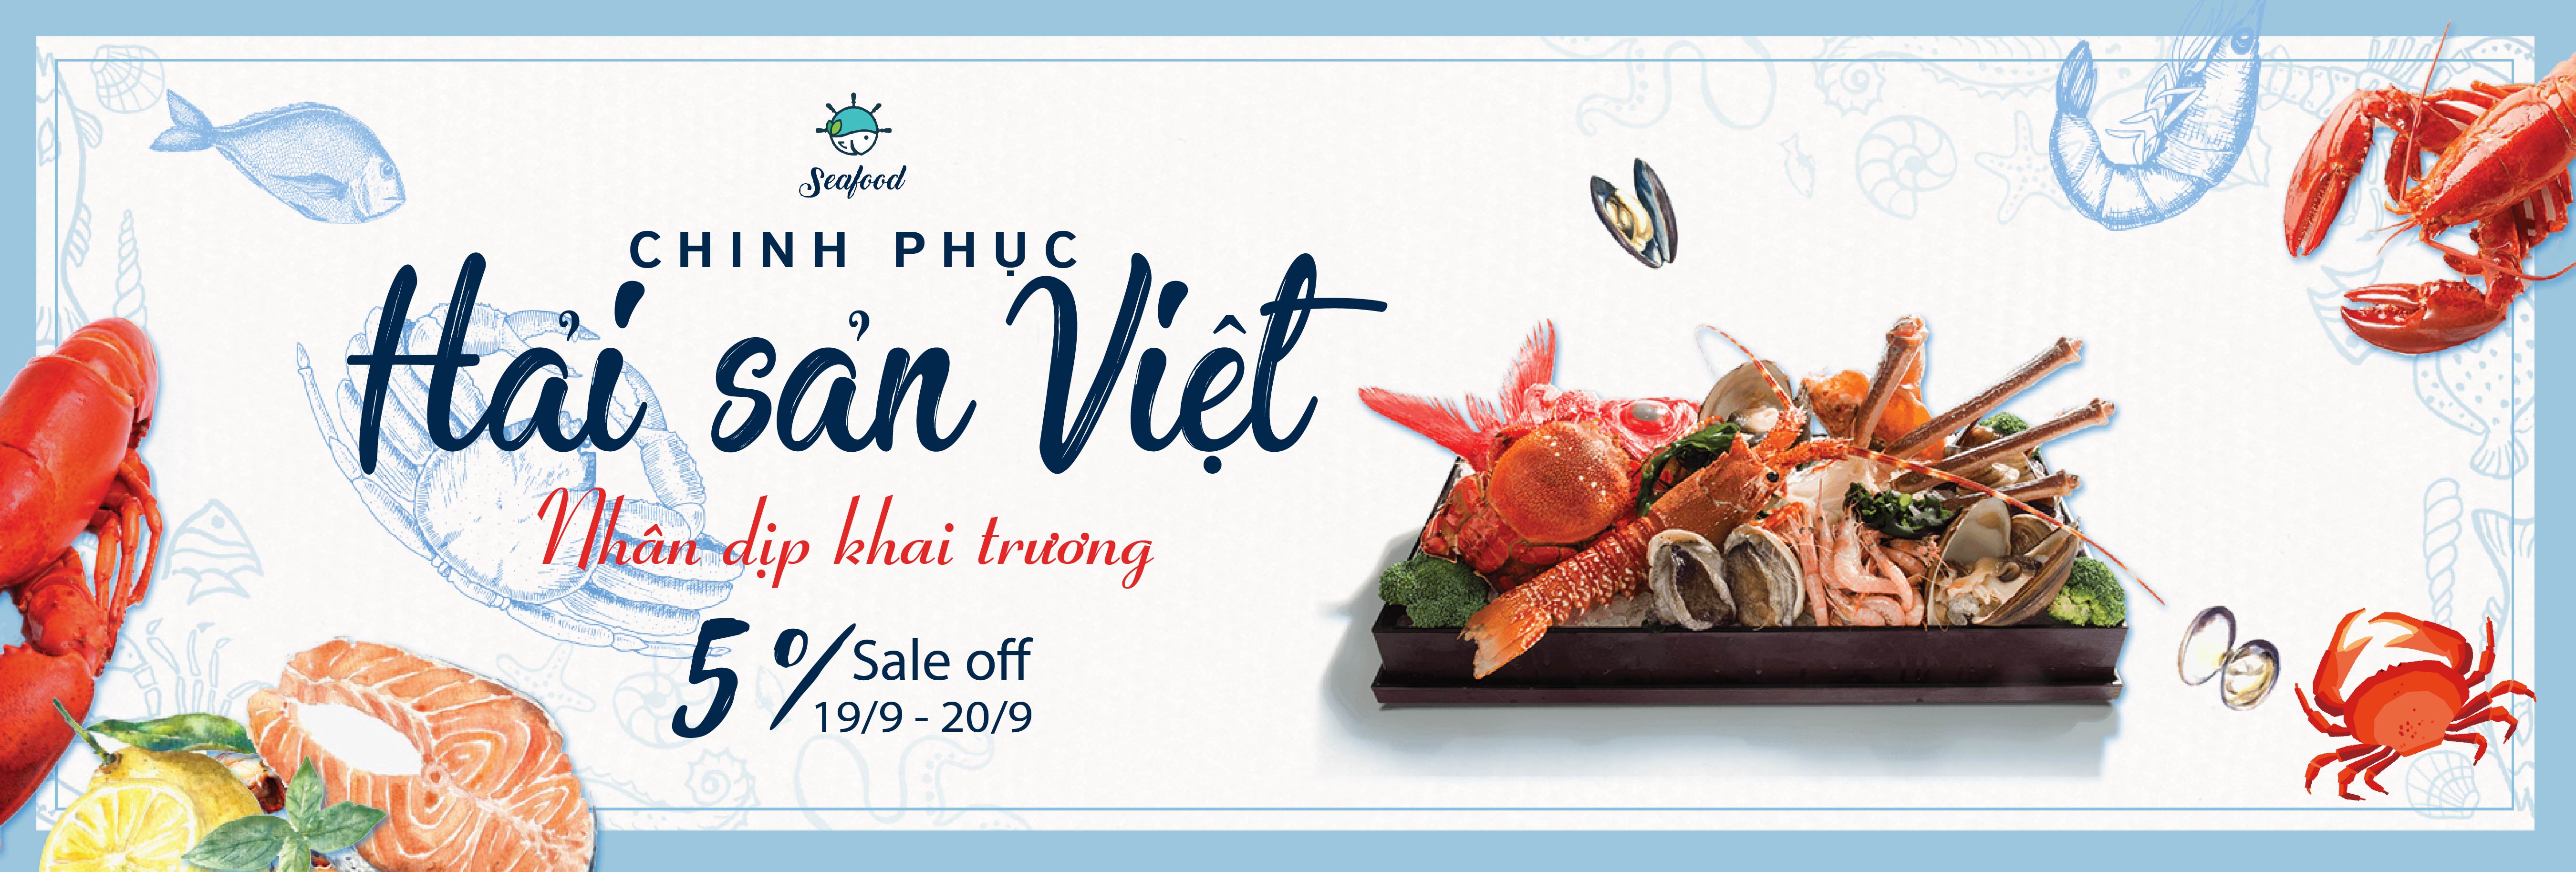 Seafood
CHINH PHỤC
Hải sản Việt
Nhân dịp khai trương
5% Sale off
19/9 - 20/9